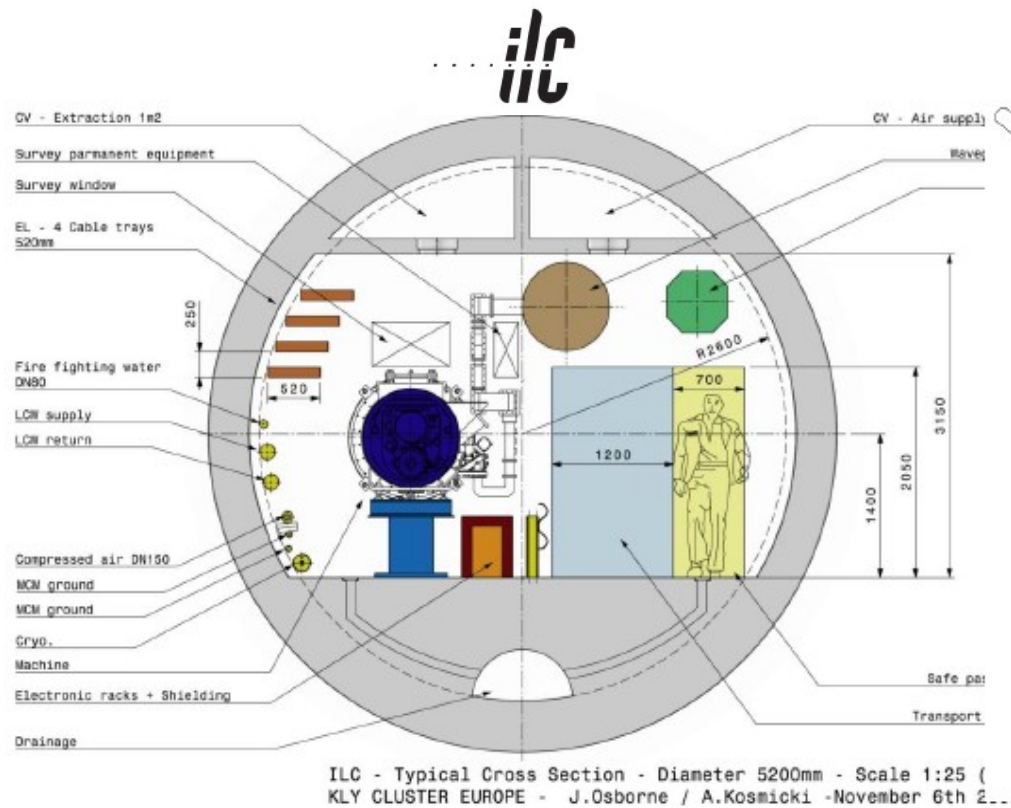 ilc
CV - Extraction 1m2
Survey parmanent equipment
Survey window
EL - 4 Cable trays
520mm
250
520
Fire fighting water
DN80
LCW supply
LCW return
Compressed air DN150
MCW ground
MCW ground
Cryo.
Machine
Electronic racks + Shielding
Drainage
CV - Air supply
R2600
700
1200
3150
2050
1400
Safe
Transport
ILC - Typical Cross Section - Diameter 5200mm - Scale 1:25 (
KLY CLUSTER EUROPE - J.Osborne / A.Kosmicki -November 6th